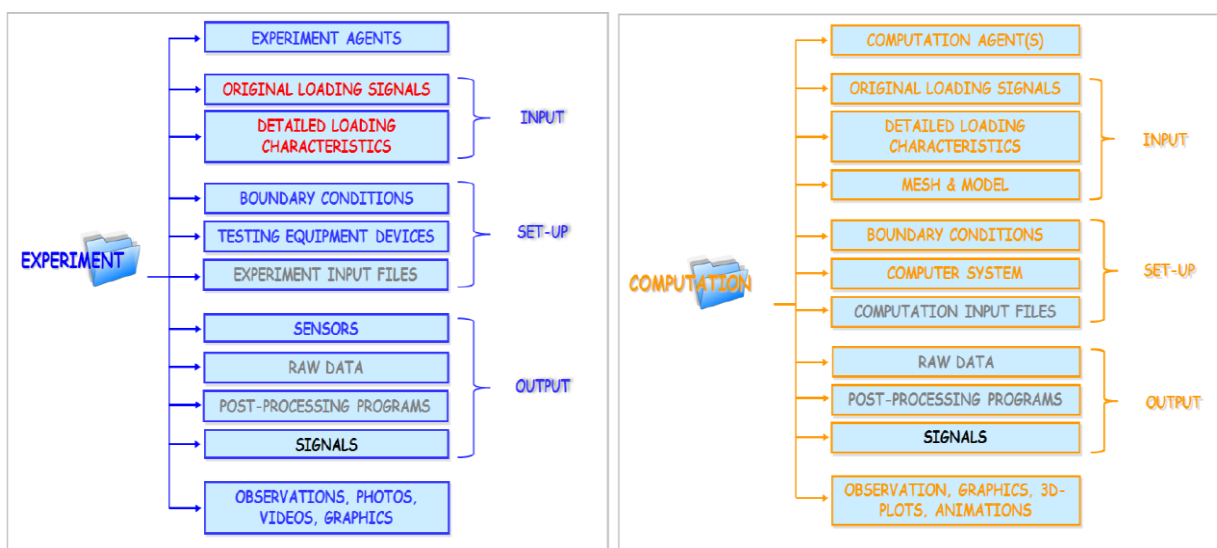 EXPERIMENT AGENTS
ORIGINAL LOADING SIGNALS
DETAILED LOADING
CHARACTERISTICS
INPUT
BOUNDARY CONDITIONS
TESTING EQUIPMENT DEVICES
EXPERIMENT INPUT FILES
SET-UP
EXPERIMENT
SENSORS
RAW DATA
POST-PROCESSING PROGRAMS
SIGNALS
OUTPUT
OBSERVATIONS, PHOTOS,
VIDEOS, GRAPHICS
COMPUTATION AGENT(S)
ORIGINAL LOADING SIGNALS
DETAILED LOADING
CHARACTERISTICS
MESH & MODEL
INPUT
BOUNDARY CONDITIONS
COMPUTER SYSTEM
COMPUTATION INPUT FILES
SET-UP
COMPUTATION
RAW DATA
POST-PROCESSING PROGRAMS
SIGNALS
OUTPUT
OBSERVATION, GRAPHICS, 3D-
PLOTS, ANIMATIONS